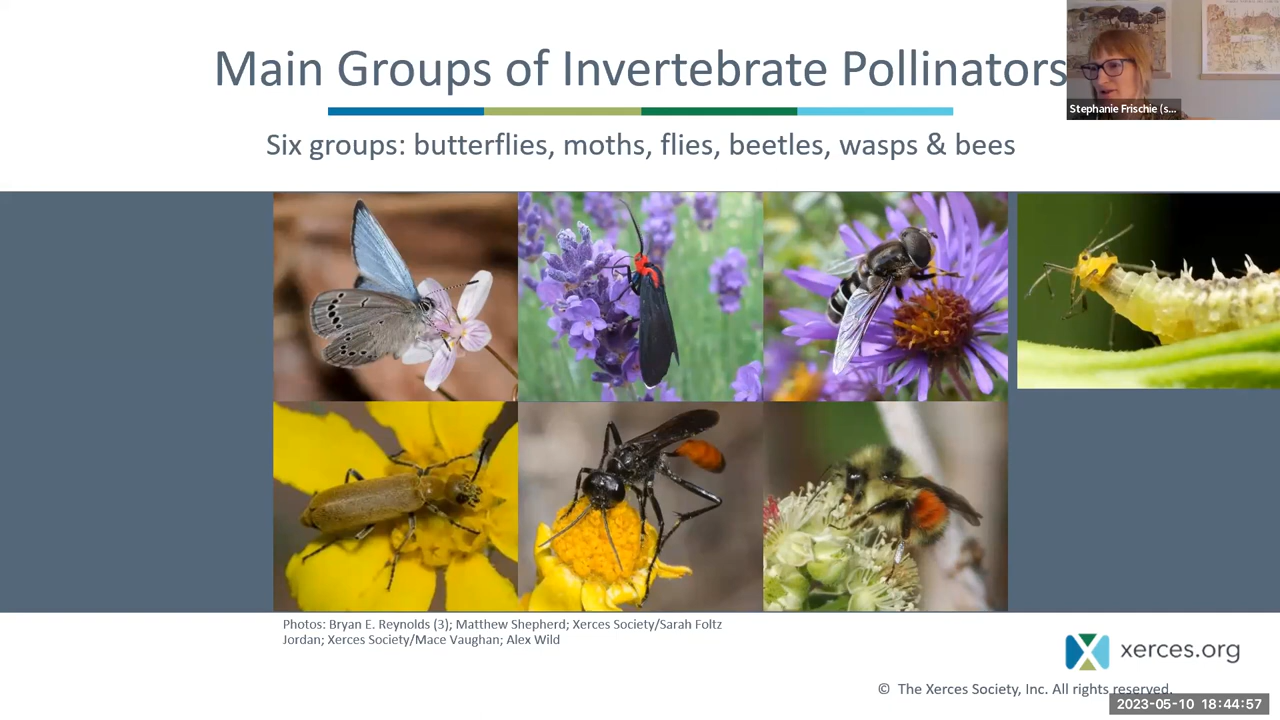 Main Groups of Invertebrate Pollinators
Stephanie Frischie (s...
Six groups: butterflies, moths, flies, beetles, wasps & bees
Photos: Bryan E. Reynolds (3); Matthew Shepherd; Xerces Society/Sarah Foltz
Jordan; Xerces Society/Mace Vaughan; Alex Wild
xerces.org
© The Xerces Society, Inc. All rights reserved.
2023-05-10 18:44:57